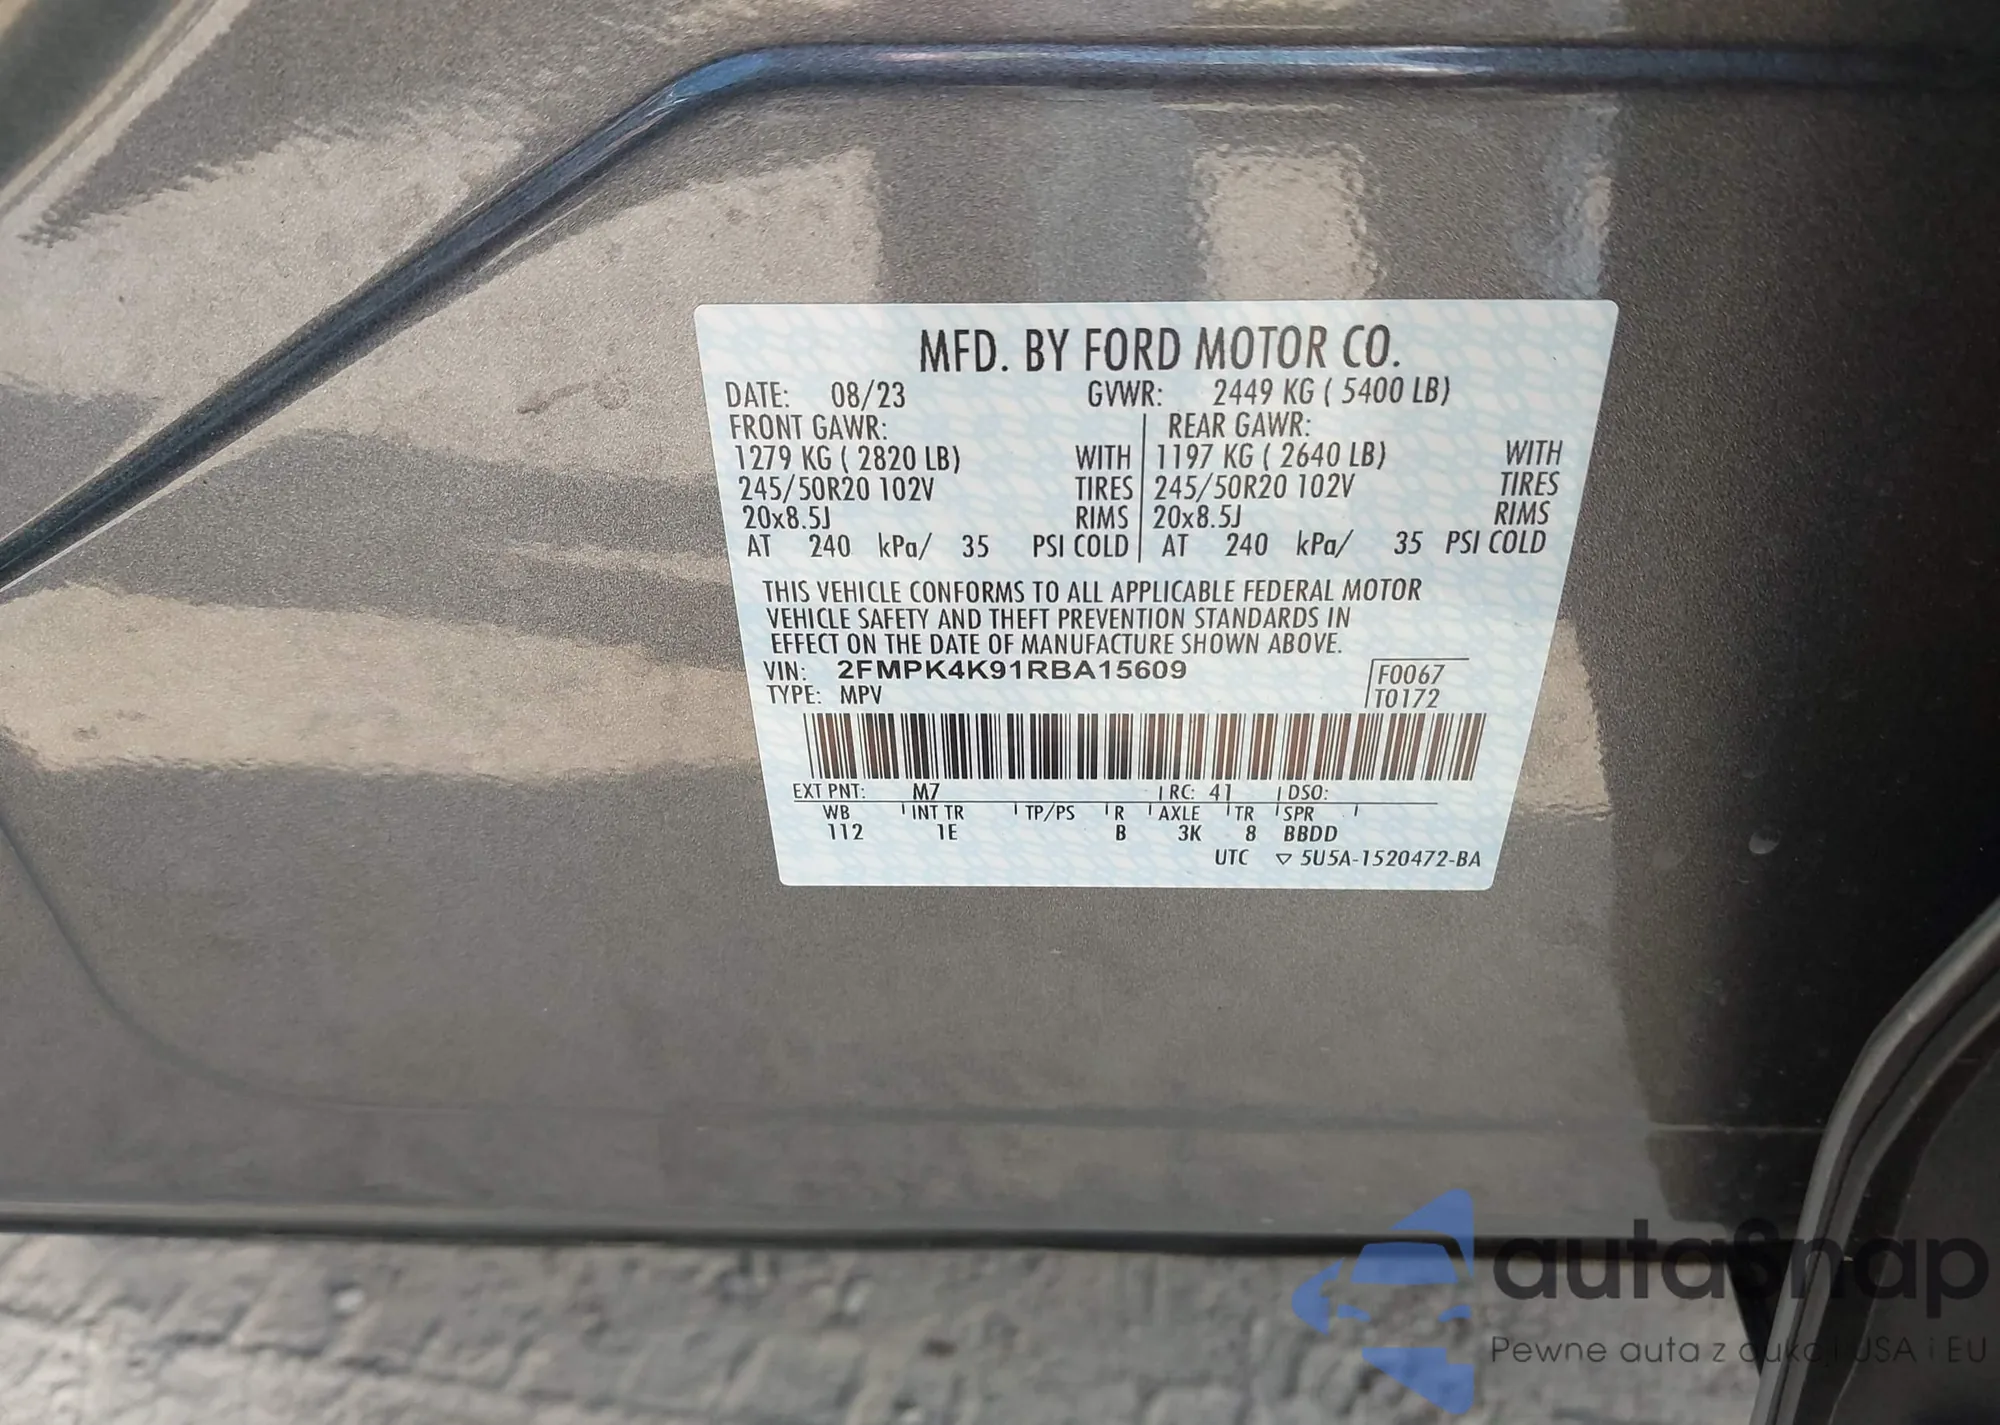 MFD. BY FORD MOTOR CO.
DATE: 08/23 GVWR: 2449 KG ( 5400 LB)
FRONT GAWR: REAR GAWR:
1279 KG ( 2820 LB) WITH 1197 KG ( 2640 LB) WITH
245/50R20 102V TIRES 245/50R20 102V TIRES
20x8.5J RIMS 20x8.5J RIMS
AT 240 kPa/ 35 PSI COLD AT 240 kPa/ 35 PSI COLD
THIS VEHICLE CONFORMS TO ALL APPLICABLE FEDERAL MOTOR
VEHICLE SAFETY AND THEFT PREVENTION STANDARDS IN
EFFECT ON THE DATE OF MANUFACTURE SHOWN ABOVE.
VIN: 2FMPK4K91RBA15609 F0067
TYPE: MPV T0172
EXT PNT: M7 RC: 41 DSO:
WB INT TR TP/PS R AXLE TR SPR
112 1E B 3K 8 BBDD
UTC ▽ 5U5A-1520472-BA
autaSnap
Pewne auta z aukcji USA i EU